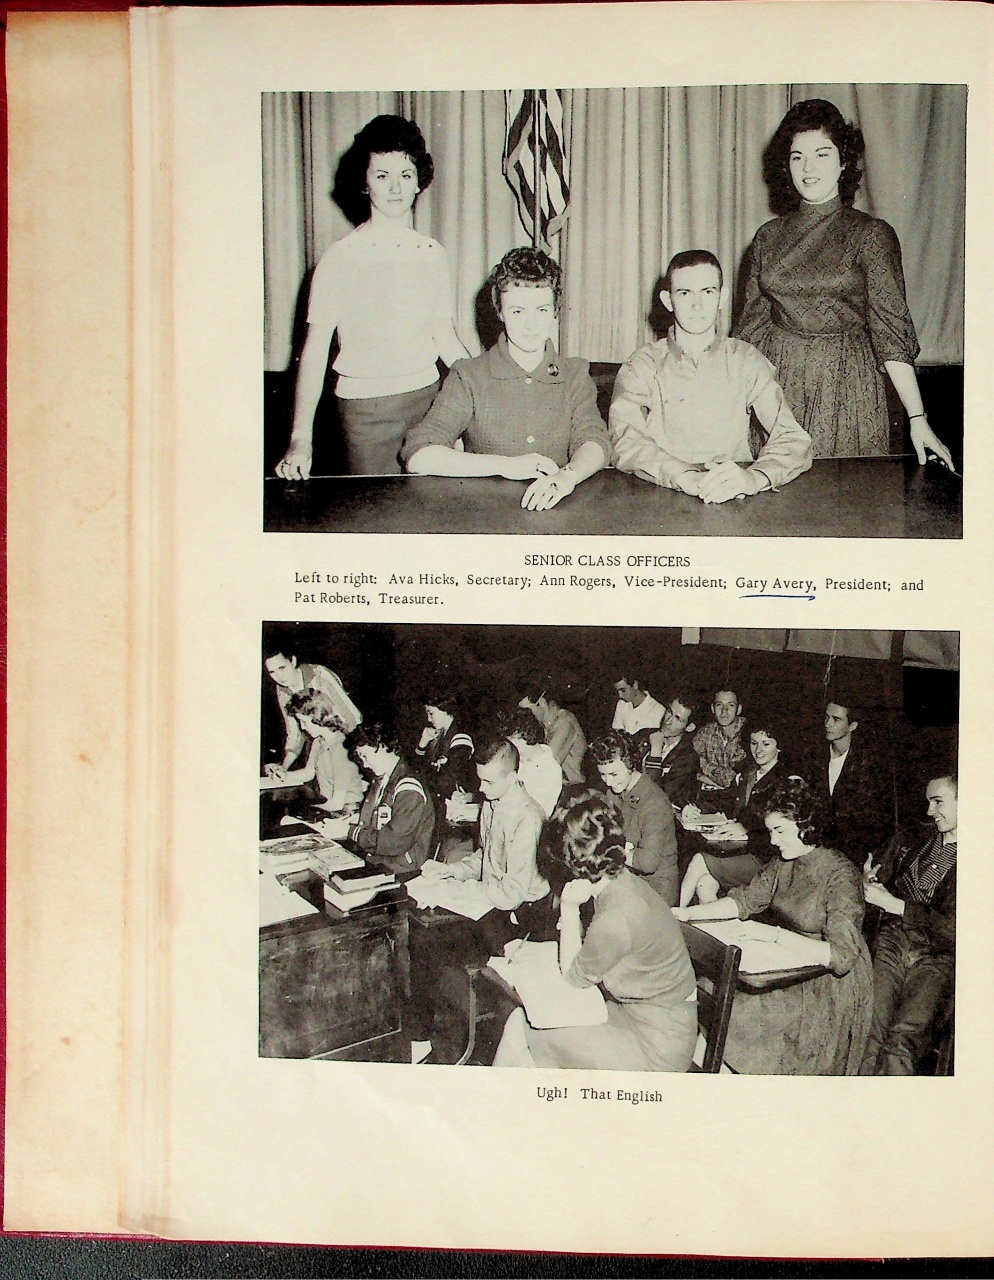 SENIOR CLASS OFFICERS
Left to right: Ava Hicks, Secretary; Ann Rogers, Vice-President; Gary Avery, President; and
Pat Roberts, Treasurer.
Ugh! That English